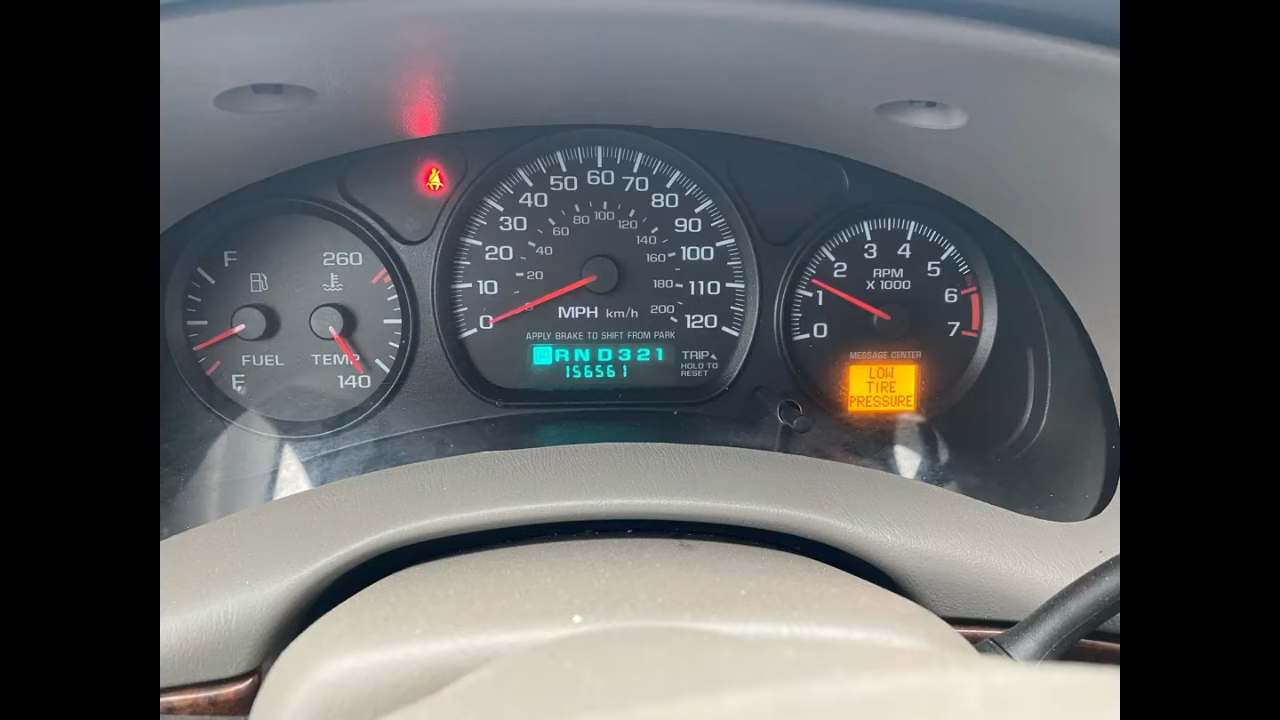 F
260
FUEL
TEMP
E
140
0 10 20 30 40 50 60 70 80 90 100 110 120
20 40 60 80 100 120 140 160 180 200
MPH km/h
APPLY BRAKE TO SHIFT FROM PARK
PRND321
156561
TRIP
HOLD TO
RESET
0 1 2 3 4 5 6 7
RPM
X 1000
MESSAGE CENTER
LOW
TIRE
PRESSURE